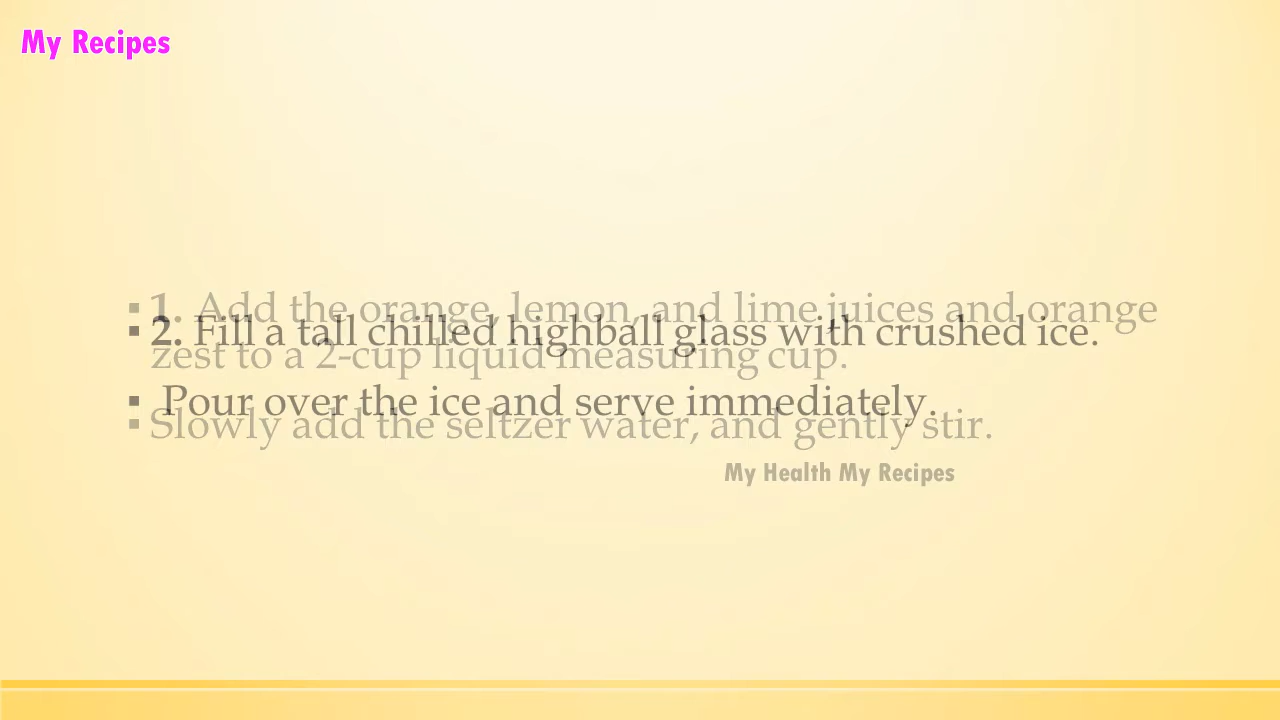 My Recipes
▪ 1. Add the orange, lemon, and lime juices and orange
zest to a 2-cup liquid measuring cup.
▪ Slowly add the seltzer water, and gently stir.
▪ 2. Fill a tall chilled highball glass with crushed ice.
▪ Pour over the ice and serve immediately.
My Health My Recipes